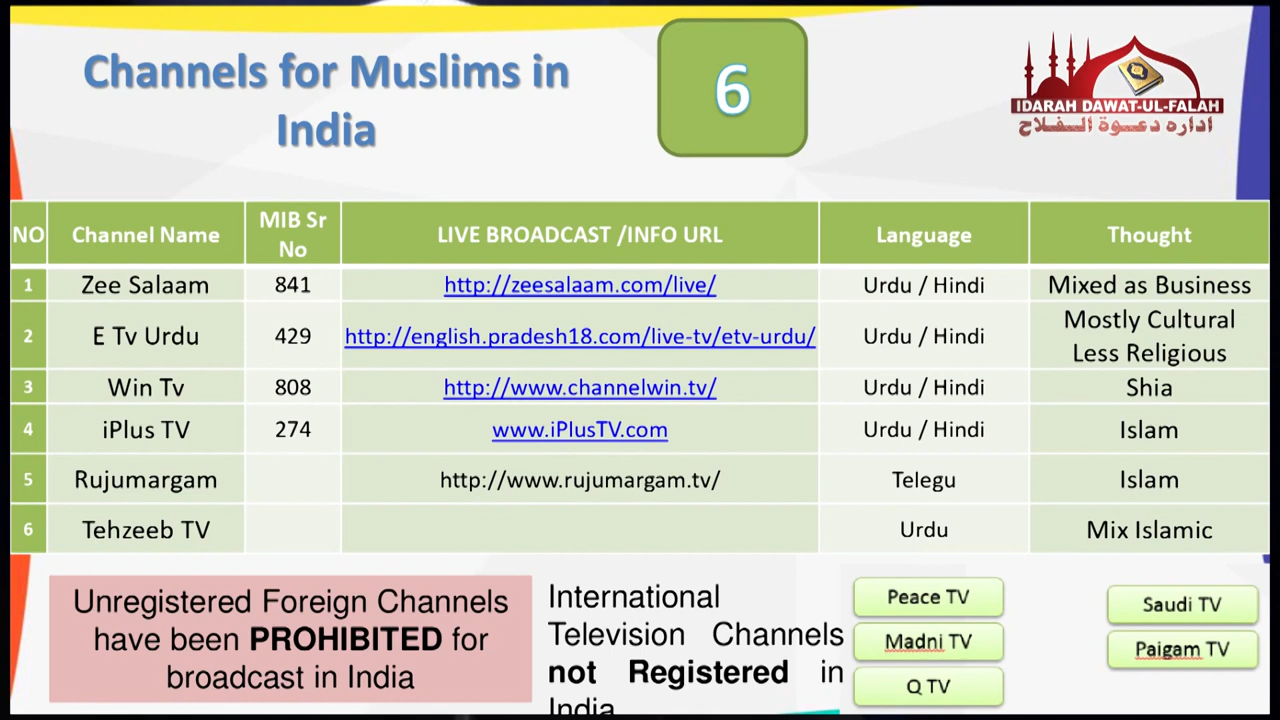 Channels for Muslims in
India
6
IDARAH DAWAT-UL-FALAH
اداره دعوة الفلاح
NO Channel Name MIB Sr No LIVE BROADCAST /INFO URL Language Thought
1 Zee Salaam 841 http://zeesalaam.com/live/ Urdu / Hindi Mixed as Business
2 E Tv Urdu 429 http://english.pradesh18.com/live-tv/etv-urdu/ Urdu / Hindi Mostly Cultural Less Religious
3 Win Tv 808 http://www.channelwin.tv/ Urdu / Hindi Shia
4 iPlus TV 274 www.iPlusTV.com Urdu / Hindi Islam
5 Rujumargam http://www.rujumargam.tv/ Telegu Islam
6 Tehzeeb TV Urdu Mix Islamic
Unregistered Foreign Channels
have been PROHIBITED for
broadcast in India
International
Television Channels
not Registered in
India
Peace TV
Madni TV
Q TV
Saudi TV
Paigam TV